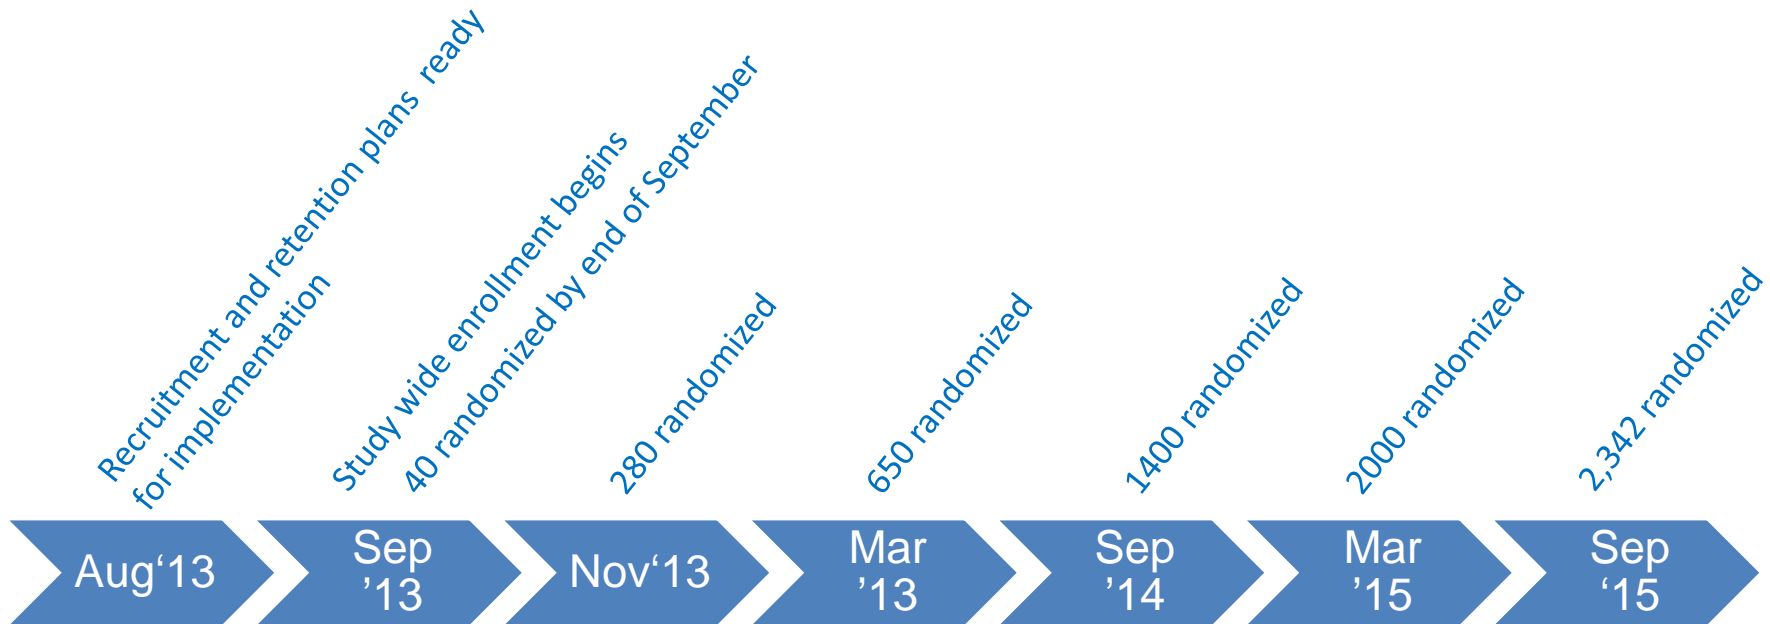 Recruitment and retention plans ready
for implementation
Study wide enrollment begins
40 randomized by end of September
280 randomized
650 randomized
1400 randomized
2000 randomized
2,342 randomized
Aug‘13
Sep
’13
Nov‘13
Mar
’13
Sep
’14
Mar
’15
Sep
‘15